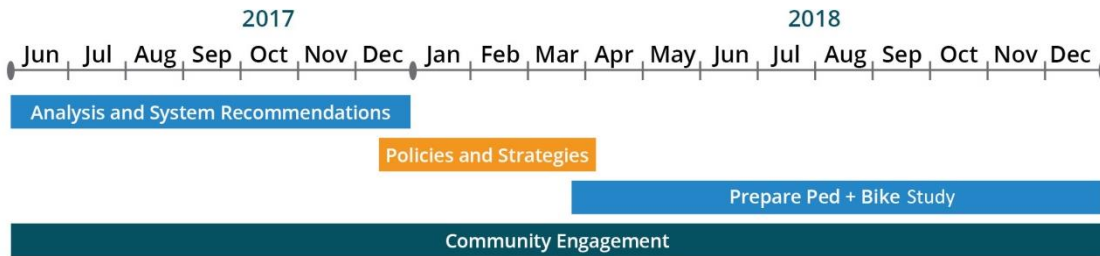 2017 2018
Jun Jul Aug Sep Oct Nov Dec Jan Feb Mar Apr May Jun Jul Aug Sep Oct Nov Dec
Analysis and System Recommendations
Policies and Strategies
Prepare Ped + Bike Study
Community Engagement